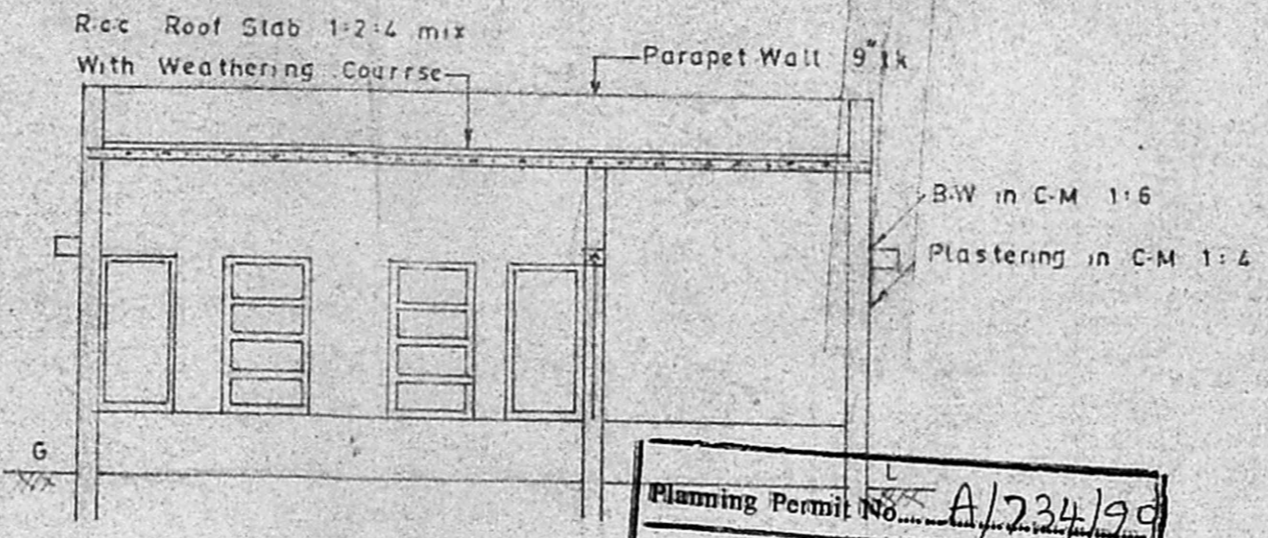 R.c.c Roof Slab 1:2:4 mix
With Weathering Courrse
Parapet Wall 9" tk
B.W in C.M 1:6
Plastering in C.M 1:4
G
L
Planning Permit No.... A/234/99